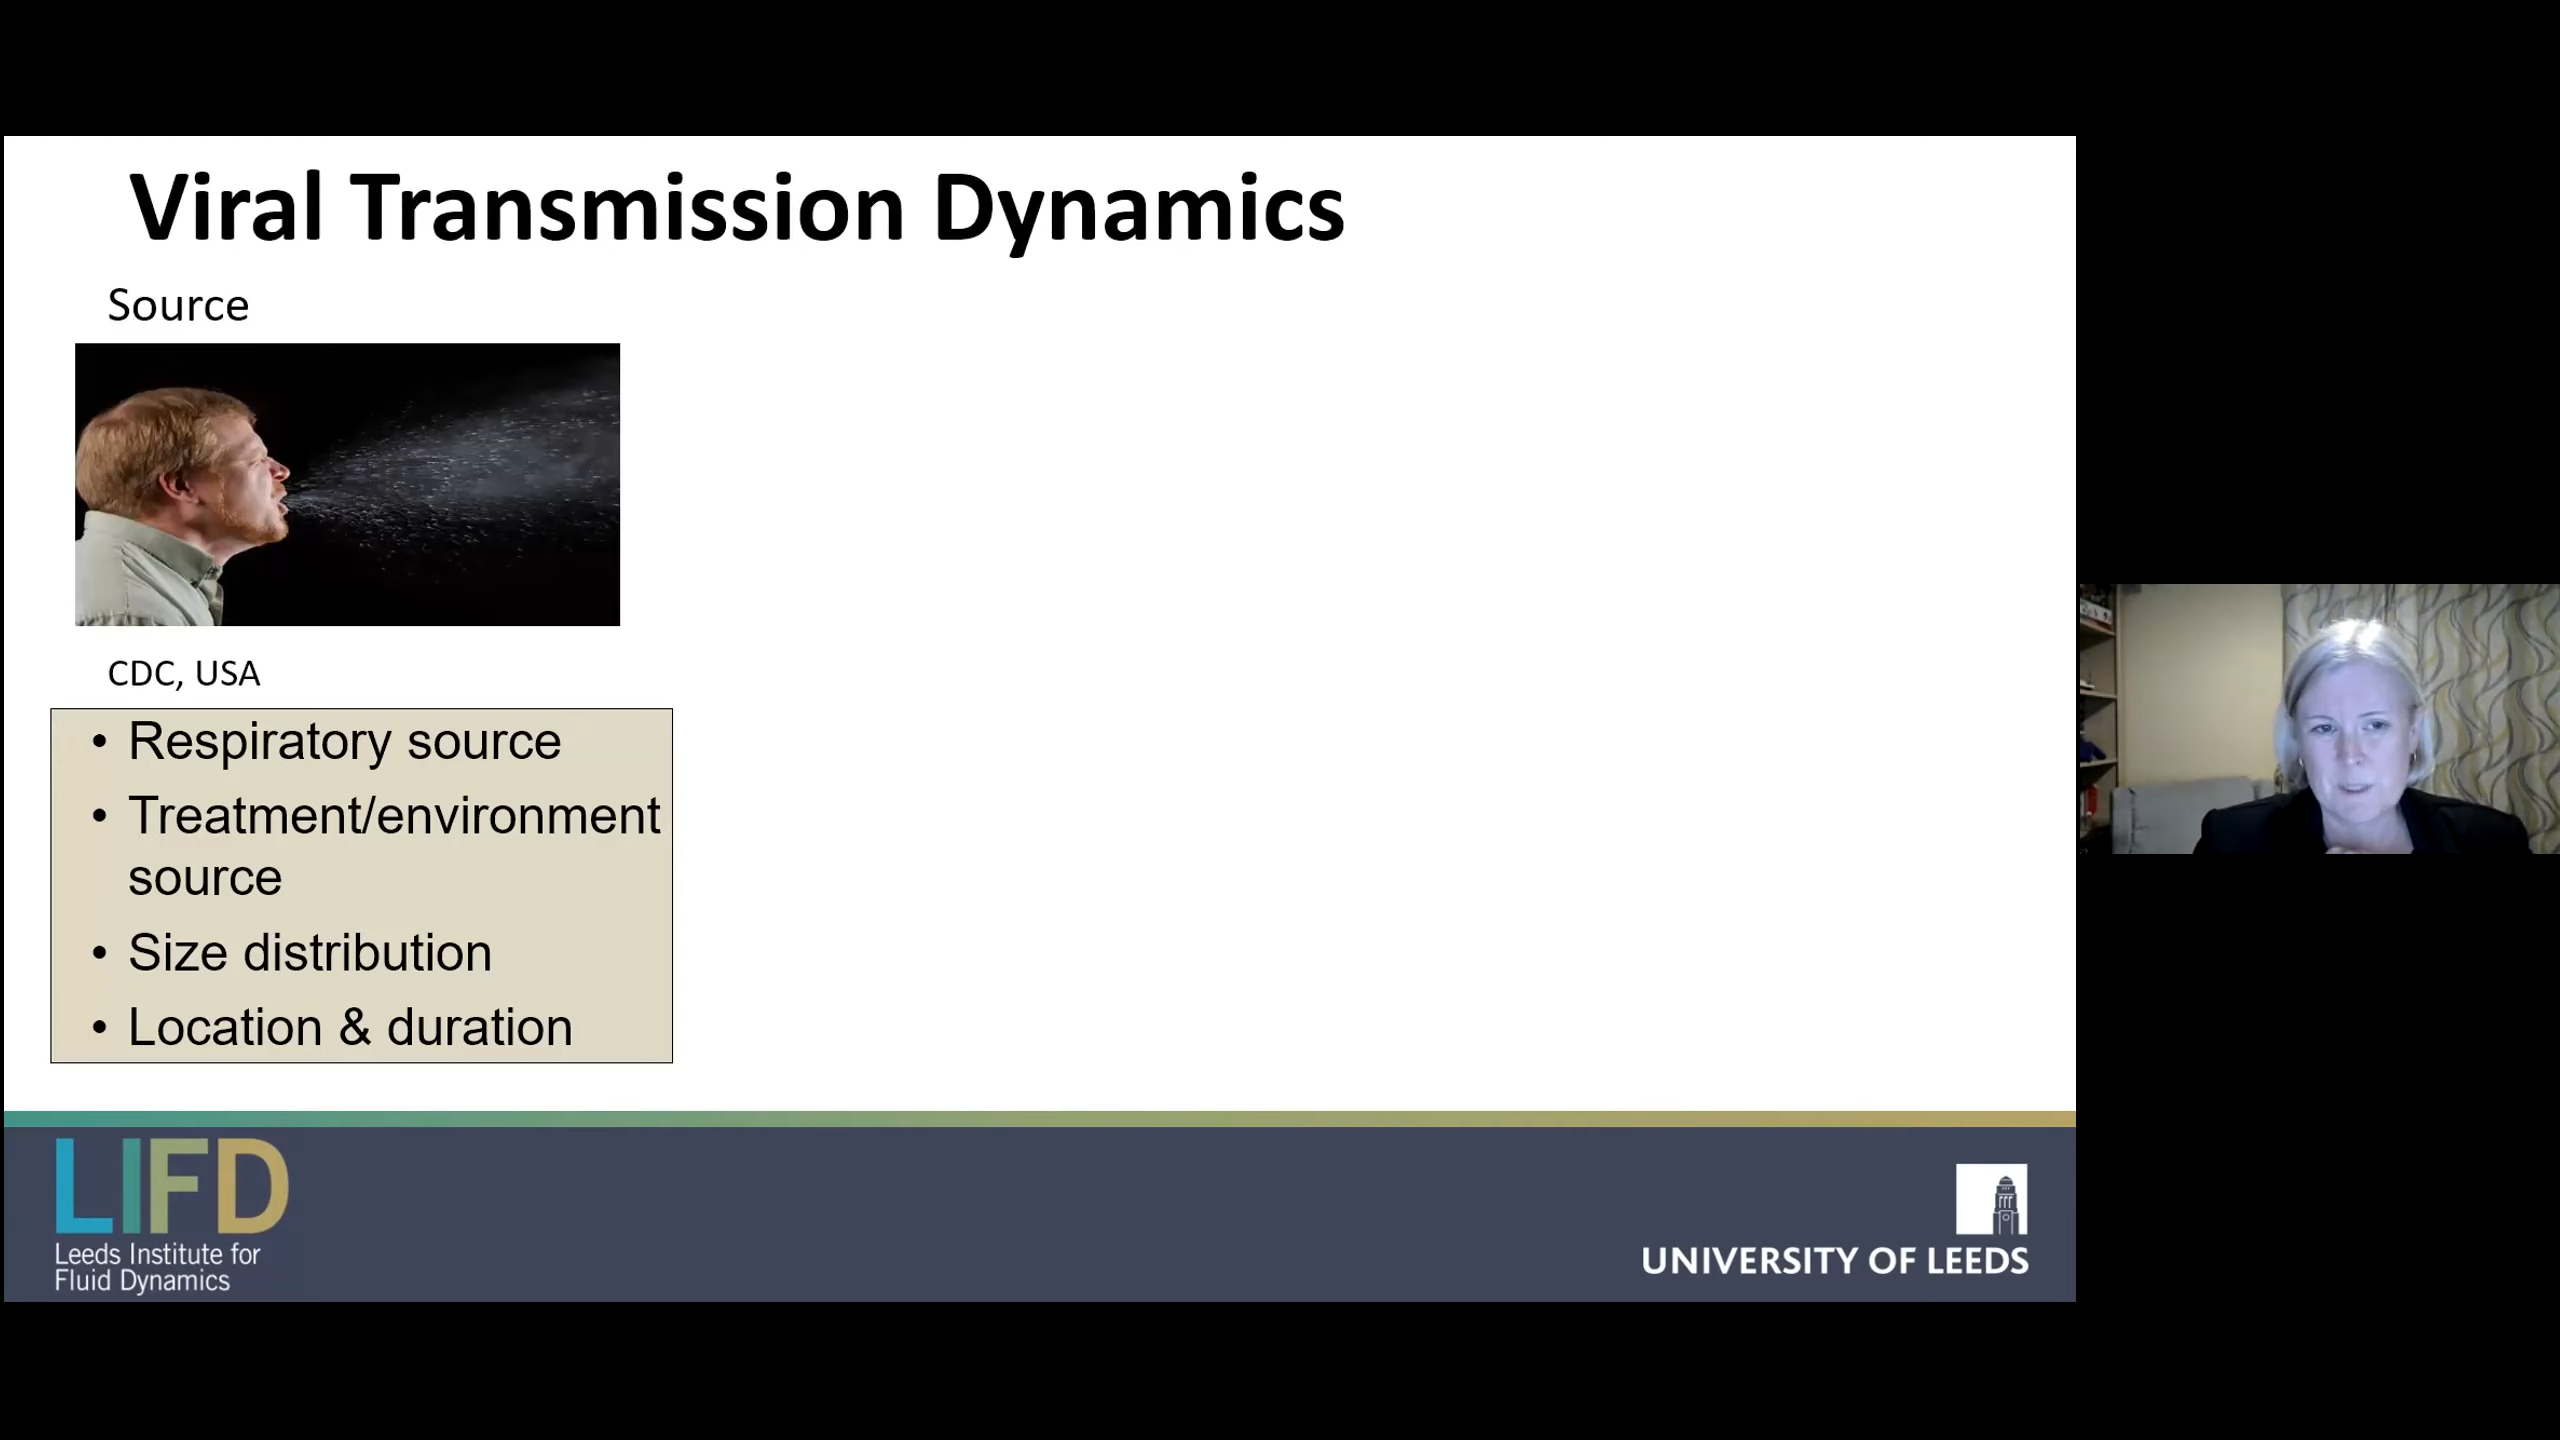 Viral Transmission Dynamics
Source
CDC, USA
• Respiratory source
• Treatment/environment
source
• Size distribution
• Location & duration
LIFD
Leeds Institute for
Fluid Dynamics
UNIVERSITY OF LEEDS